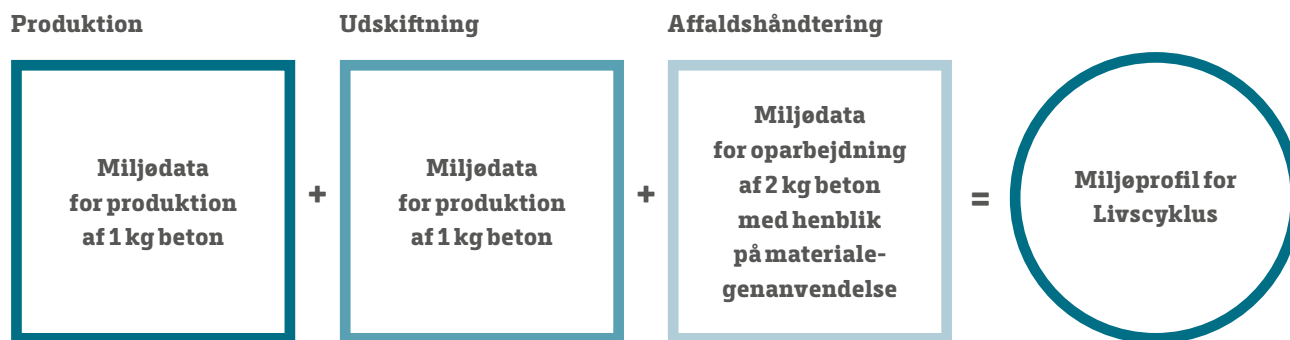 Produktion
Miljødata
for produktion
af 1 kg beton
+
Udskiftning
Miljødata
for produktion
af 1 kg beton
+
Affaldshåndtering
Miljødata
for oparbejdning
af 2 kg beton
med henblik
på materiale-
genanvendelse
=
Miljøprofil for
Livscyklus